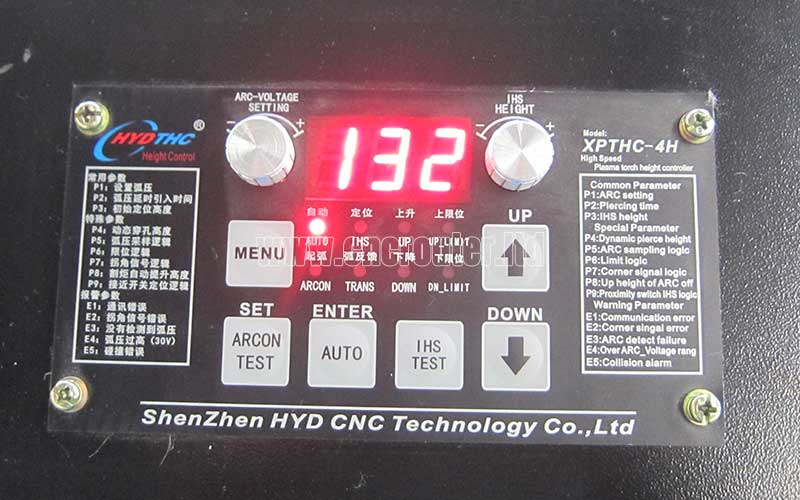 HYDTHC®
Height Control
常用参数
P1: 设置弧压
P2: 弧压延时引入时间
P3: 初始定位高度
特殊参数
P4: 动态穿孔高度
P5: 弧压采样逻辑
P6: 限位逻辑
P7: 拐角信号逻辑
P8: 割炬自动提升高度
P9: 接近开关定位逻辑
报警参数
E1: 通讯错误
E2: 拐角信号错误
E3: 没有检测到弧压
E4: 弧压过高 (30V)
E5: 碰撞错误
ARC-VOLTAGE
SETTING
- +
132
IHS
HEIGHT
- +
自动 定位 上升 上限位
AUTO IHS UP UP(LIMIT
起弧 弧反馈 下降 下限位
ARCON TRANS DOWN DN_LIMIT
MENU
UP
SET ENTER DOWN
ARCON
TEST
AUTO
IHS
TEST
Model:
XPTHC-4H
High Speed
Plasma torch height controller
Common Parameter
P1:ARC setting
P2:Piercing time
P3:IHS height
Special Parameter
P4:Dynamic pierce height
P5:ARC sampling logic
P6:Limit logic
P7:Corner signal logic
P8:Up height of ARC off
P9:Proximity switch IHS logic
Warning Parameter
E1:Communication error
E2:Corner singal error
E3:ARC detect failure
E4:Over ARC_Voltage rang
E5:Collision alarm
ShenZhen HYD CNC Technology Co.,Ltd
www.cncrouter.ltd